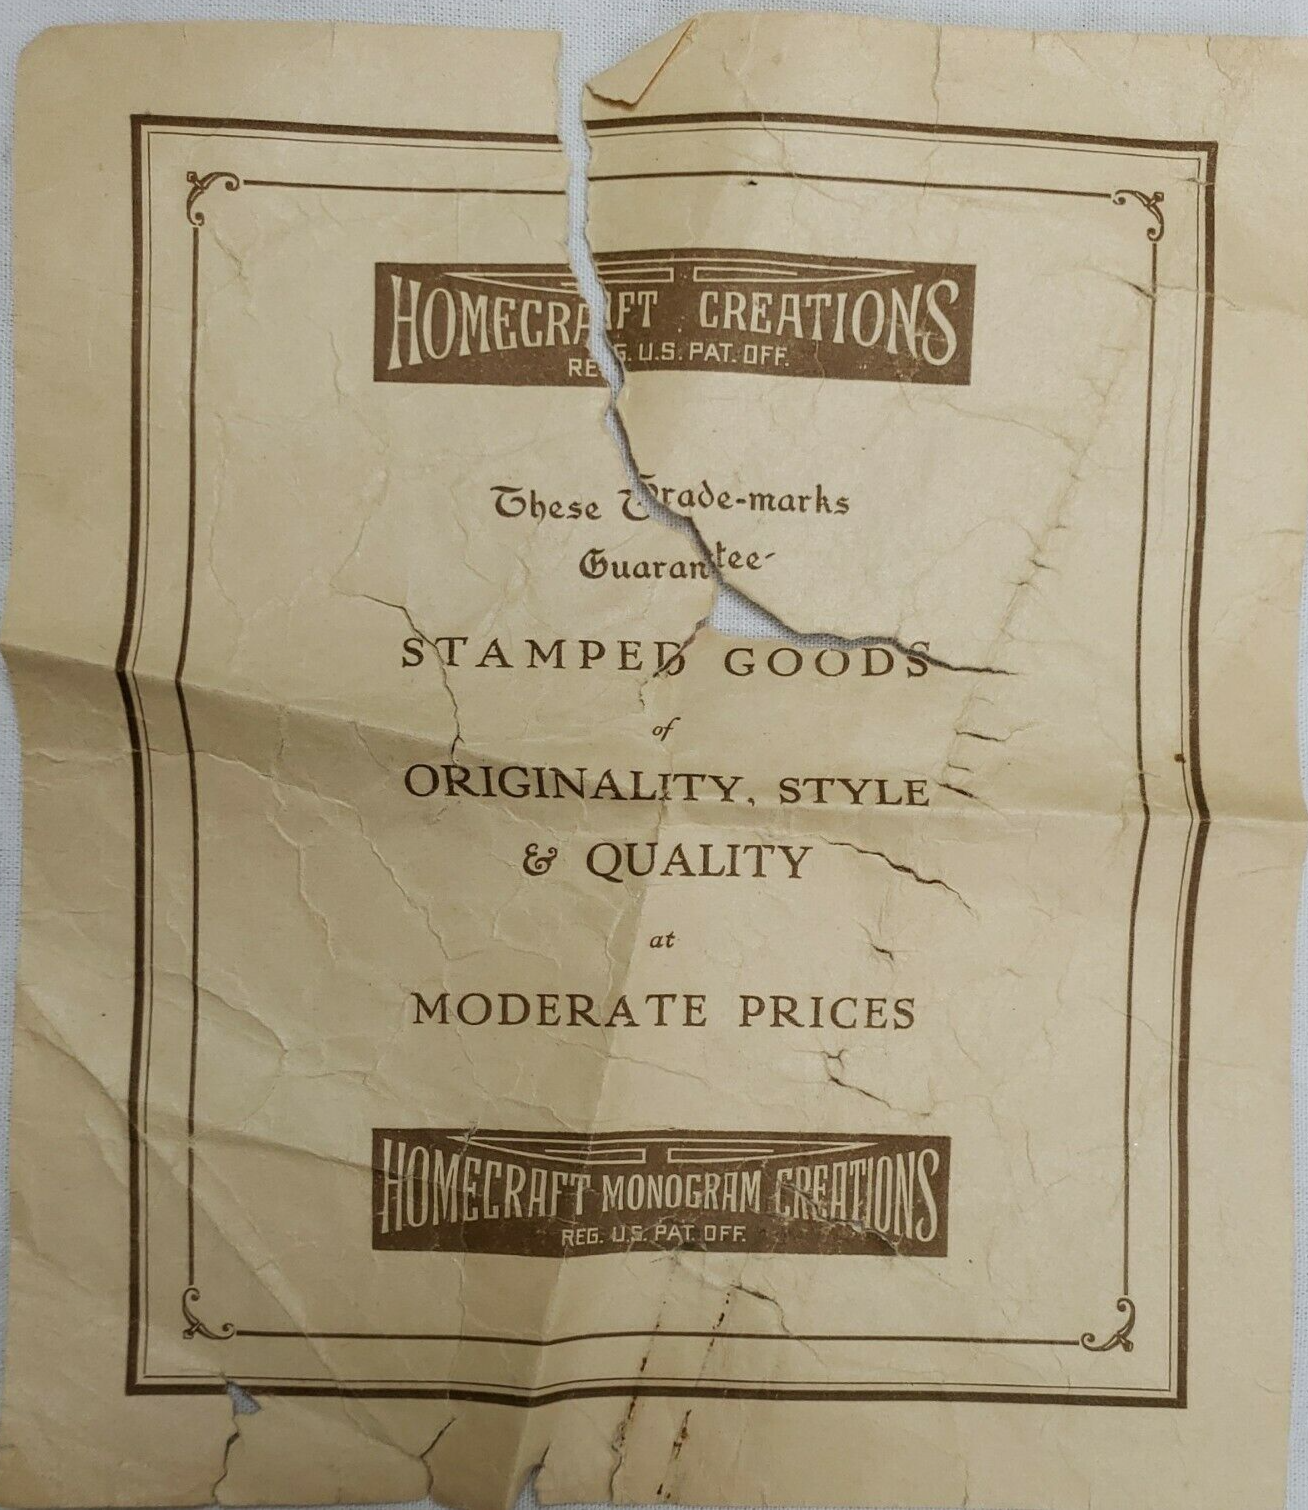 HOMECRAFT CREATIONS
REG. U.S. PAT. OFF.
These Trade-marks
Guarantee-
STAMPED GOODS
of
ORIGINALITY, STYLE
& QUALITY
at
MODERATE PRICES
HOMECRAFT MONOGRAM CREATIONS
REG. U.S. PAT. OFF.